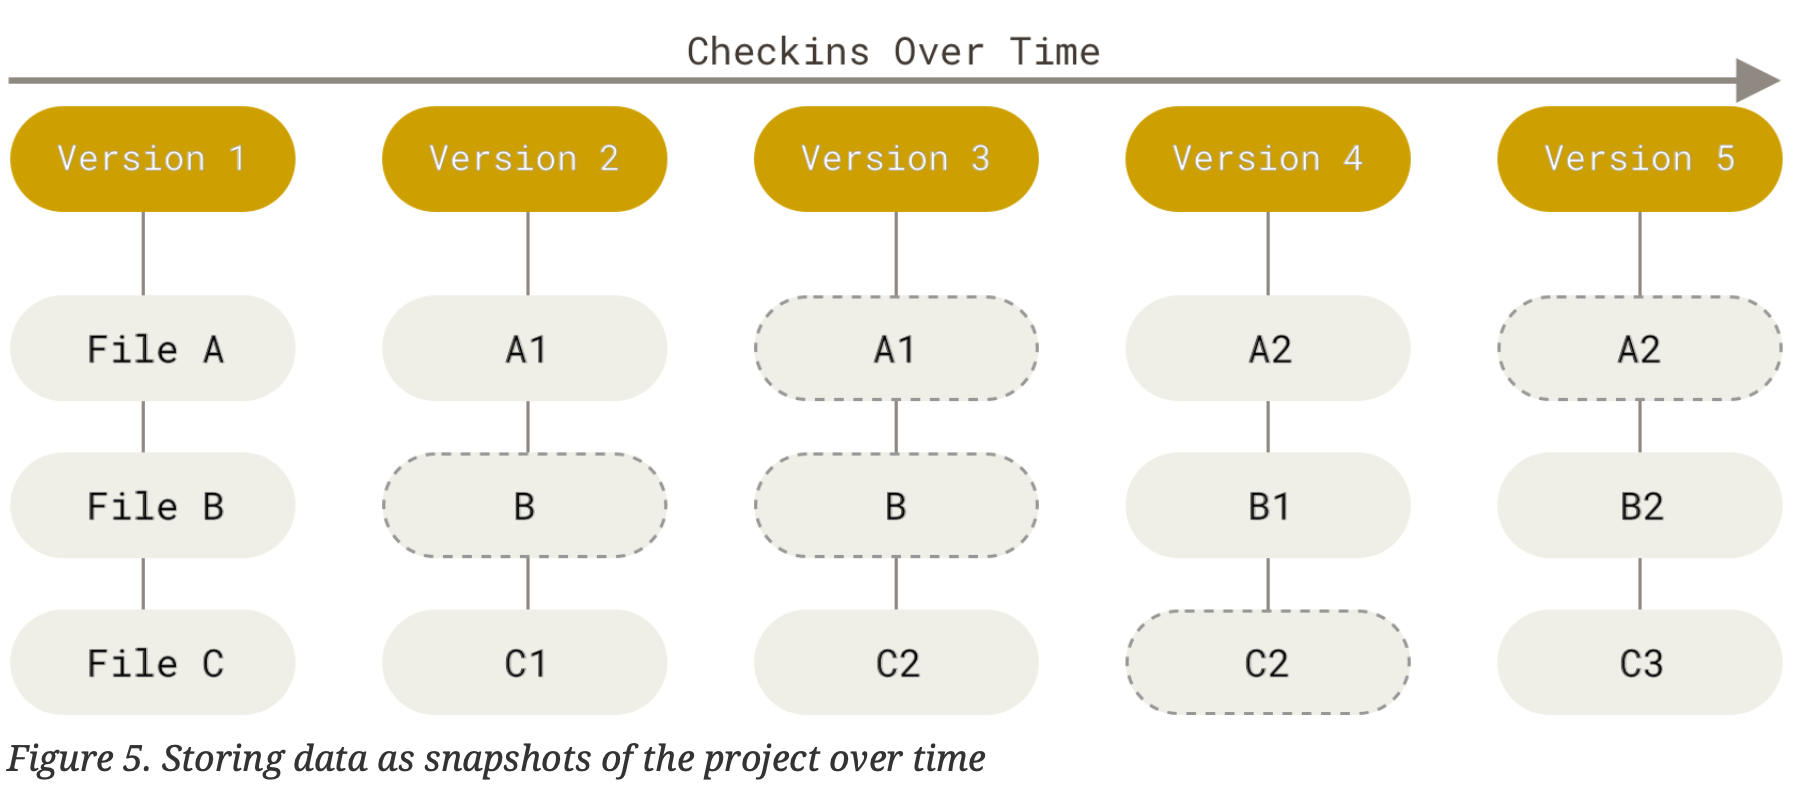 Checkins Over Time
Version 1 Version 2 Version 3 Version 4 Version 5
File A A1 A1 A2 A2
File B B B B1 B2
File C C1 C2 C2 C3
Figure 5. Storing data as snapshots of the project over time